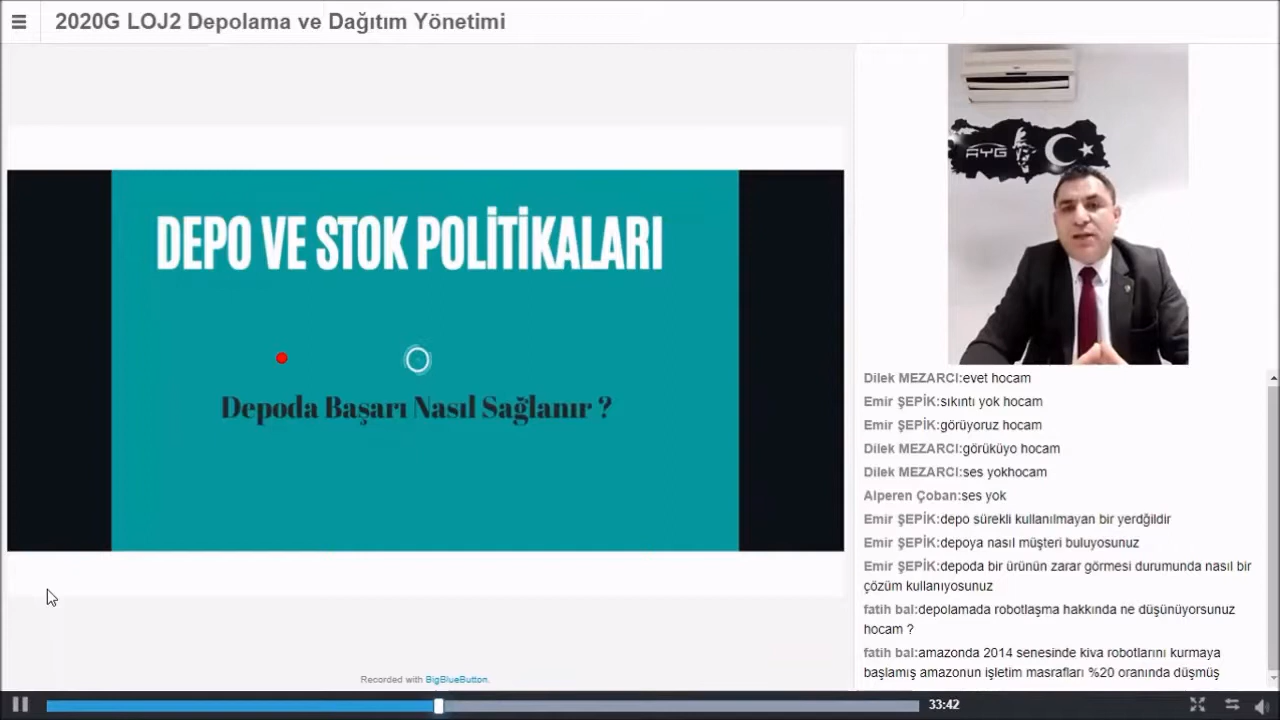 2020G LOJ2 Depolama ve Dağıtım Yönetimi
DEPO VE STOK POLİTİKALARI
Depoda Başarı Nasıl Sağlanır ?
Recorded with BigBlueButton.
AYG
Dilek MEZARCI:evet hocam
Emir ŞEPİK:sıkıntı yok hocam
Emir ŞEPİK:görüyoruz hocam
Dilek MEZARCI:görüküyo hocam
Dilek MEZARCI:ses yokhocam
Alperen Çoban:ses yok
Emir ŞEPİK:depo sürekli kullanılmayan bir yerdğildir
Emir ŞEPİK:depoya nasıl müşteri buluyosunuz
Emir ŞEPİK:depoda bir ürünün zarar görmesi durumunda nasıl bir
çözüm kullanıyosunuz
fatih bal:depolamada robotlaşma hakkında ne düşünüyorsunuz
hocam ?
fatih bal:amazonda 2014 senesinde kiva robotlarını kurmaya
başlamış amazonun işletim masrafları %20 oranında düşmüş
33:42